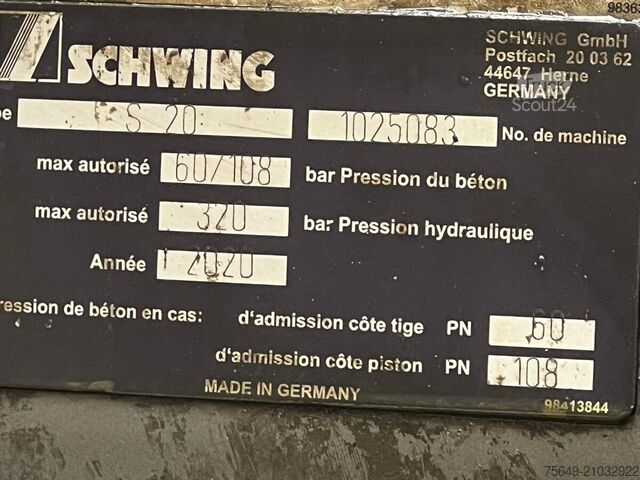 SCHWING
SCHWING GmbH
Postfach 20 03 62
44647 Herne
GERMANY
S 20
1025083 No. de machine
max autorisé 60/108 bar Pression du béton
max autorisé 320 bar Pression hydraulique
Année 2020
ression de béton en cas: d'admission côte tige PN 60
d'admission côte piston PN 108
MADE IN GERMANY
98413844
Scout24
75649-21032922